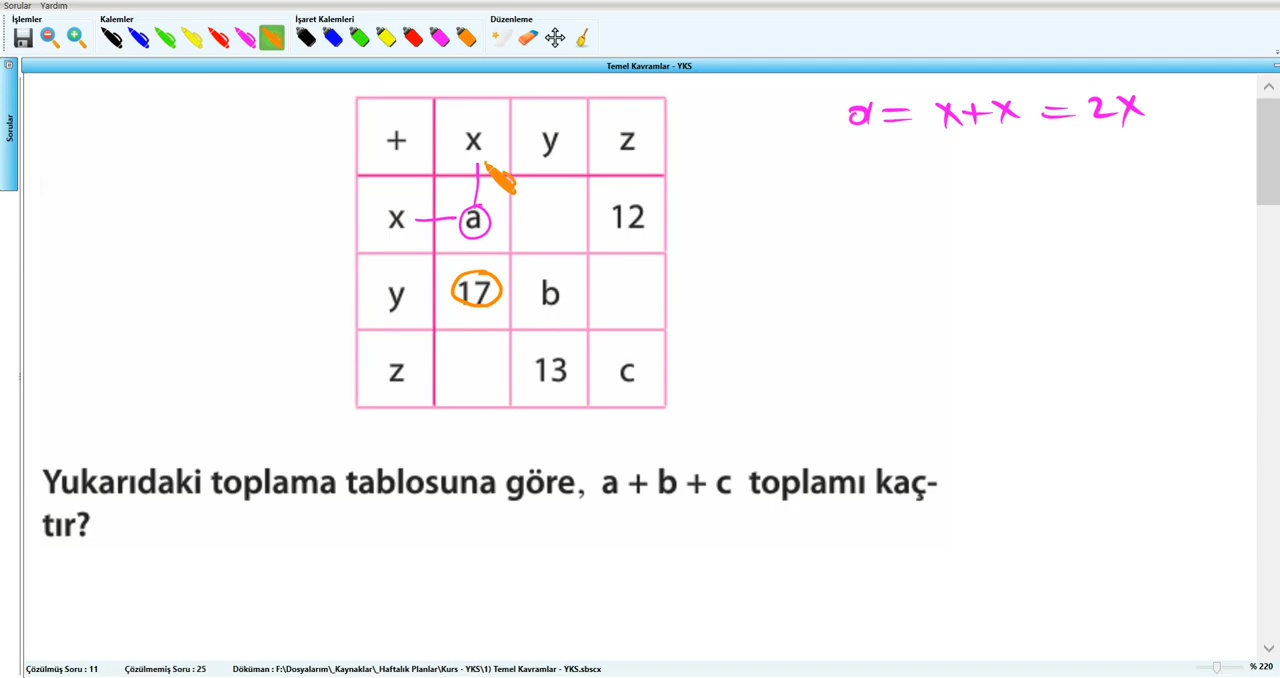 Sorular Yardım
İşlemler Kalemler İşaret Kalemleri Düzenleme
Temel Kavramlar - YKS
Sorular
a = x+x = 2x
+ x y z
x a 12
y 17 b
z 13 c
Yukarıdaki toplama tablosuna göre, a + b + c toplamı kaç-
tır?
Çözülmüş Soru : 11 Çözülmemiş Soru : 25 Döküman : F:\Dosyalarım\_Kaynaklar\_Haftalık Planlar\Kurs - YKS\1) Temel Kavramlar - YKS.sbscx % 220